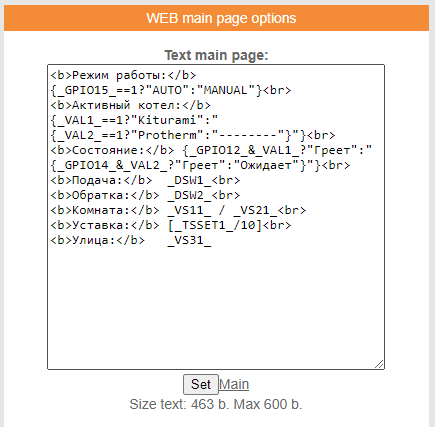 WEB main page options
Text main page:
<b>Режим работы:</b>
{_GPIO15_==1?"AUTO":"MANUAL"}<br>
<b>Активный котел:</b>
{_VAL1_==1?"Kiturami":"
{_VAL2_==1?"Protherm":"--------"}"}<br>
<b>Состояние:</b> {_GPIO12_&_VAL1_?"Греет":"
{_GPIO14_&_VAL2_?"Греет":"Ожидает"}"}<br>
<b>Подача:</b> _DSW1_<br>
<b>Обратка:</b> _DSW2_<br>
<b>Комната:</b> _VS11_ / _VS21_<br>
<b>Уставка:</b> [_TSSET1_/10]<br>
<b>Улица:</b>  _VS31_
Set Main
Size text: 463 b. Max 600 b.